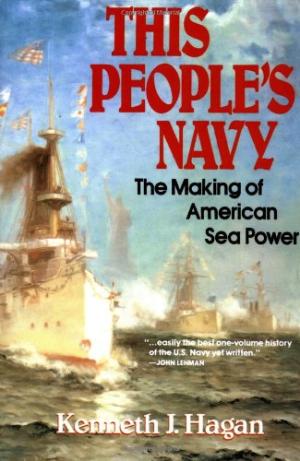 THIS
PEOPLE'S
NAVY
The Making of
American
Sea Power
"...easily the best one-volume history
of the U.S. Navy yet written."
—JOHN LEHMAN
Kenneth J. Hagan